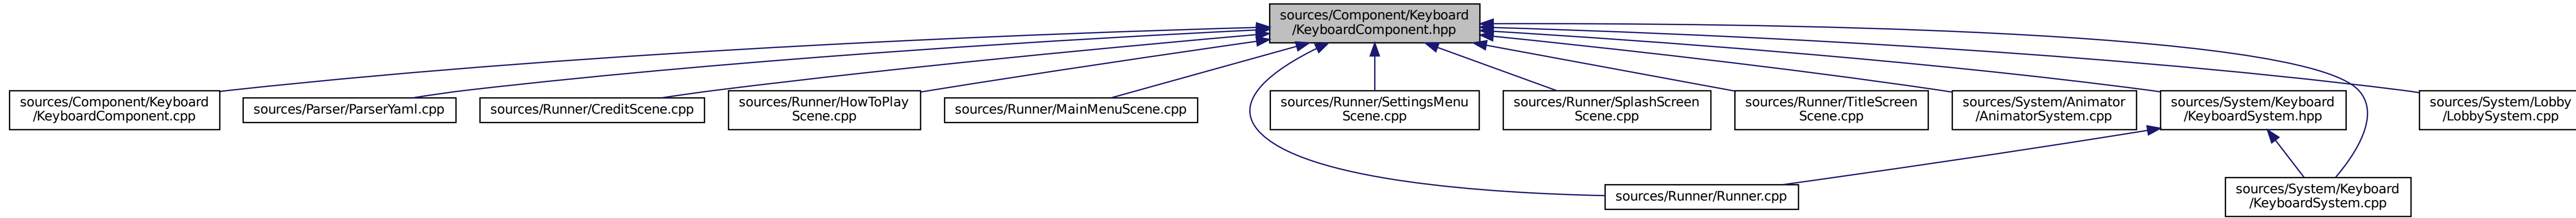 sources/Component/Keyboard
/KeyboardComponent.hpp
sources/Component/Keyboard
/KeyboardComponent.cpp
sources/Parser/ParserYaml.cpp
sources/Runner/CreditScene.cpp
sources/Runner/HowToPlay
Scene.cpp
sources/Runner/MainMenuScene.cpp
sources/Runner/SettingsMenu
Scene.cpp
sources/Runner/SplashScreen
Scene.cpp
sources/Runner/TitleScreen
Scene.cpp
sources/System/Animator
/AnimatorSystem.cpp
sources/System/Keyboard
/KeyboardSystem.hpp
sources/System/Lobby
/LobbySystem.cpp
sources/Runner/Runner.cpp
sources/System/Keyboard
/KeyboardSystem.cpp